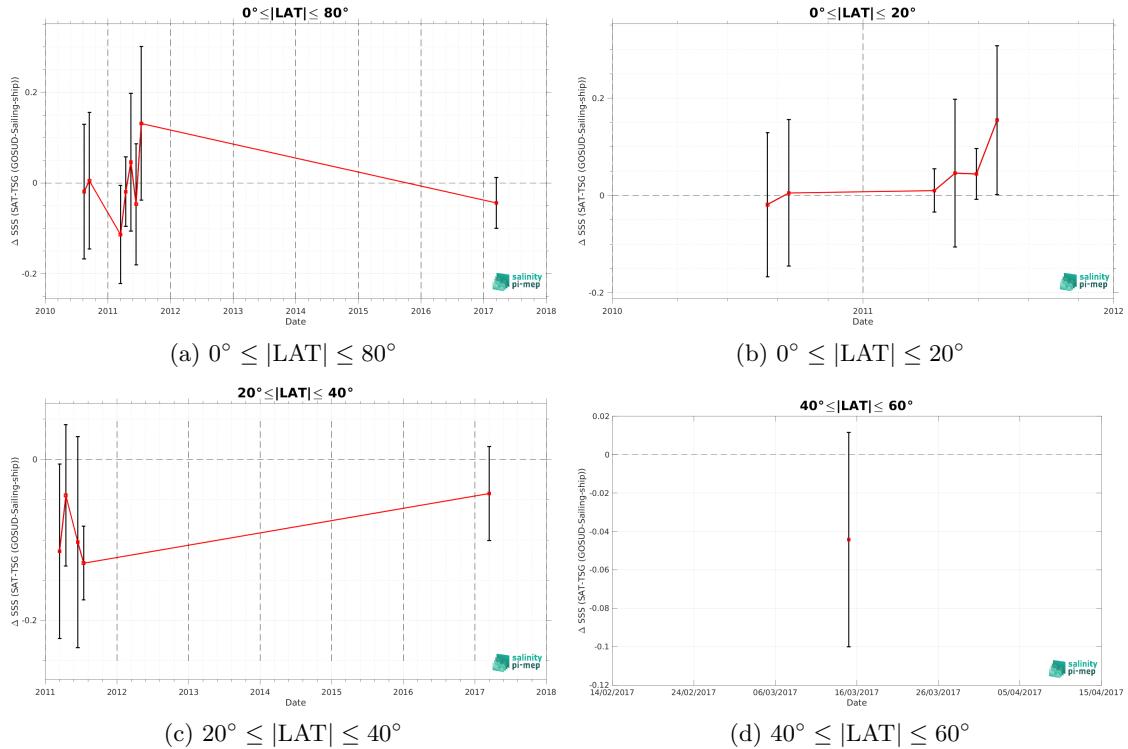 0°≤|LAT|≤ 80°
Δ SSS (SAT-TSG (GOSUD-Sailing-ship))
0.2
0
-0.2
salinity
pi-mep
2010 2011 2012 2013 2014 2015 2016 2017 2018
Date
(a) 0° ≤ |LAT| ≤ 80°
0°≤|LAT|≤ 20°
Δ SSS (SAT-TSG (GOSUD-Sailing-ship))
0.2
0
-0.2
salinity
pi-mep
2010 2011 2012
Date
(b) 0° ≤ |LAT| ≤ 20°
20°≤|LAT|≤ 40°
Δ SSS (SAT-TSG (GOSUD-Sailing-ship))
0
-0.2
salinity
pi-mep
2011 2012 2013 2014 2015 2016 2017 2018
Date
(c) 20° ≤ |LAT| ≤ 40°
40°≤|LAT|≤ 60°
Δ SSS (SAT-TSG (GOSUD-Sailing-ship))
0.02
0
-0.02
-0.04
-0.06
-0.08
-0.1
-0.12
salinity
pi-mep
14/02/2017 24/02/2017 06/03/2017 16/03/2017 26/03/2017 05/04/2017 15/04/2017
Date
(d) 40° ≤ |LAT| ≤ 60°